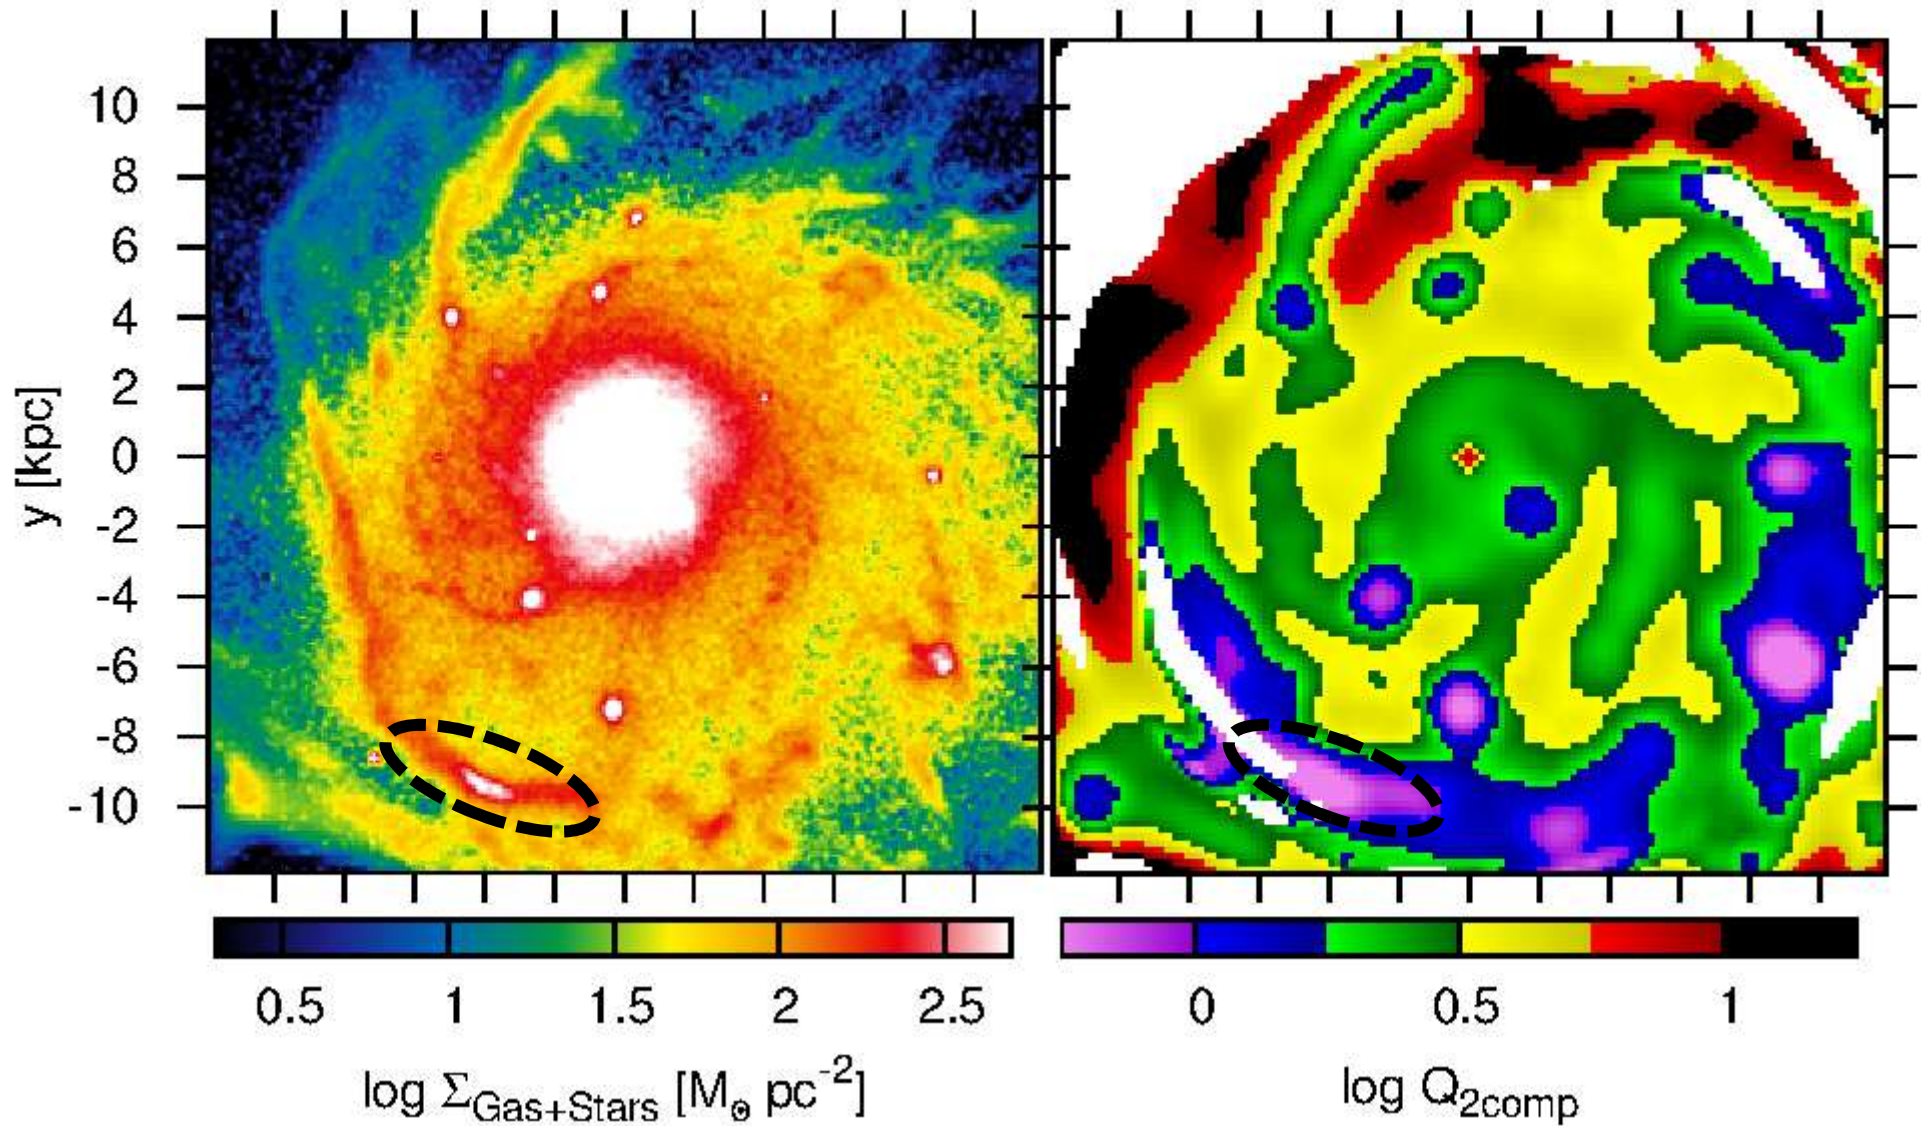 10
8
6
4
2
0
-2
-4
-6
-8
-10
y [kpc]
0.5 1 1.5 2 2.5
0 0.5 1
log Σ_Gas+Stars [M_⊙ pc^-2]
log Q_2comp